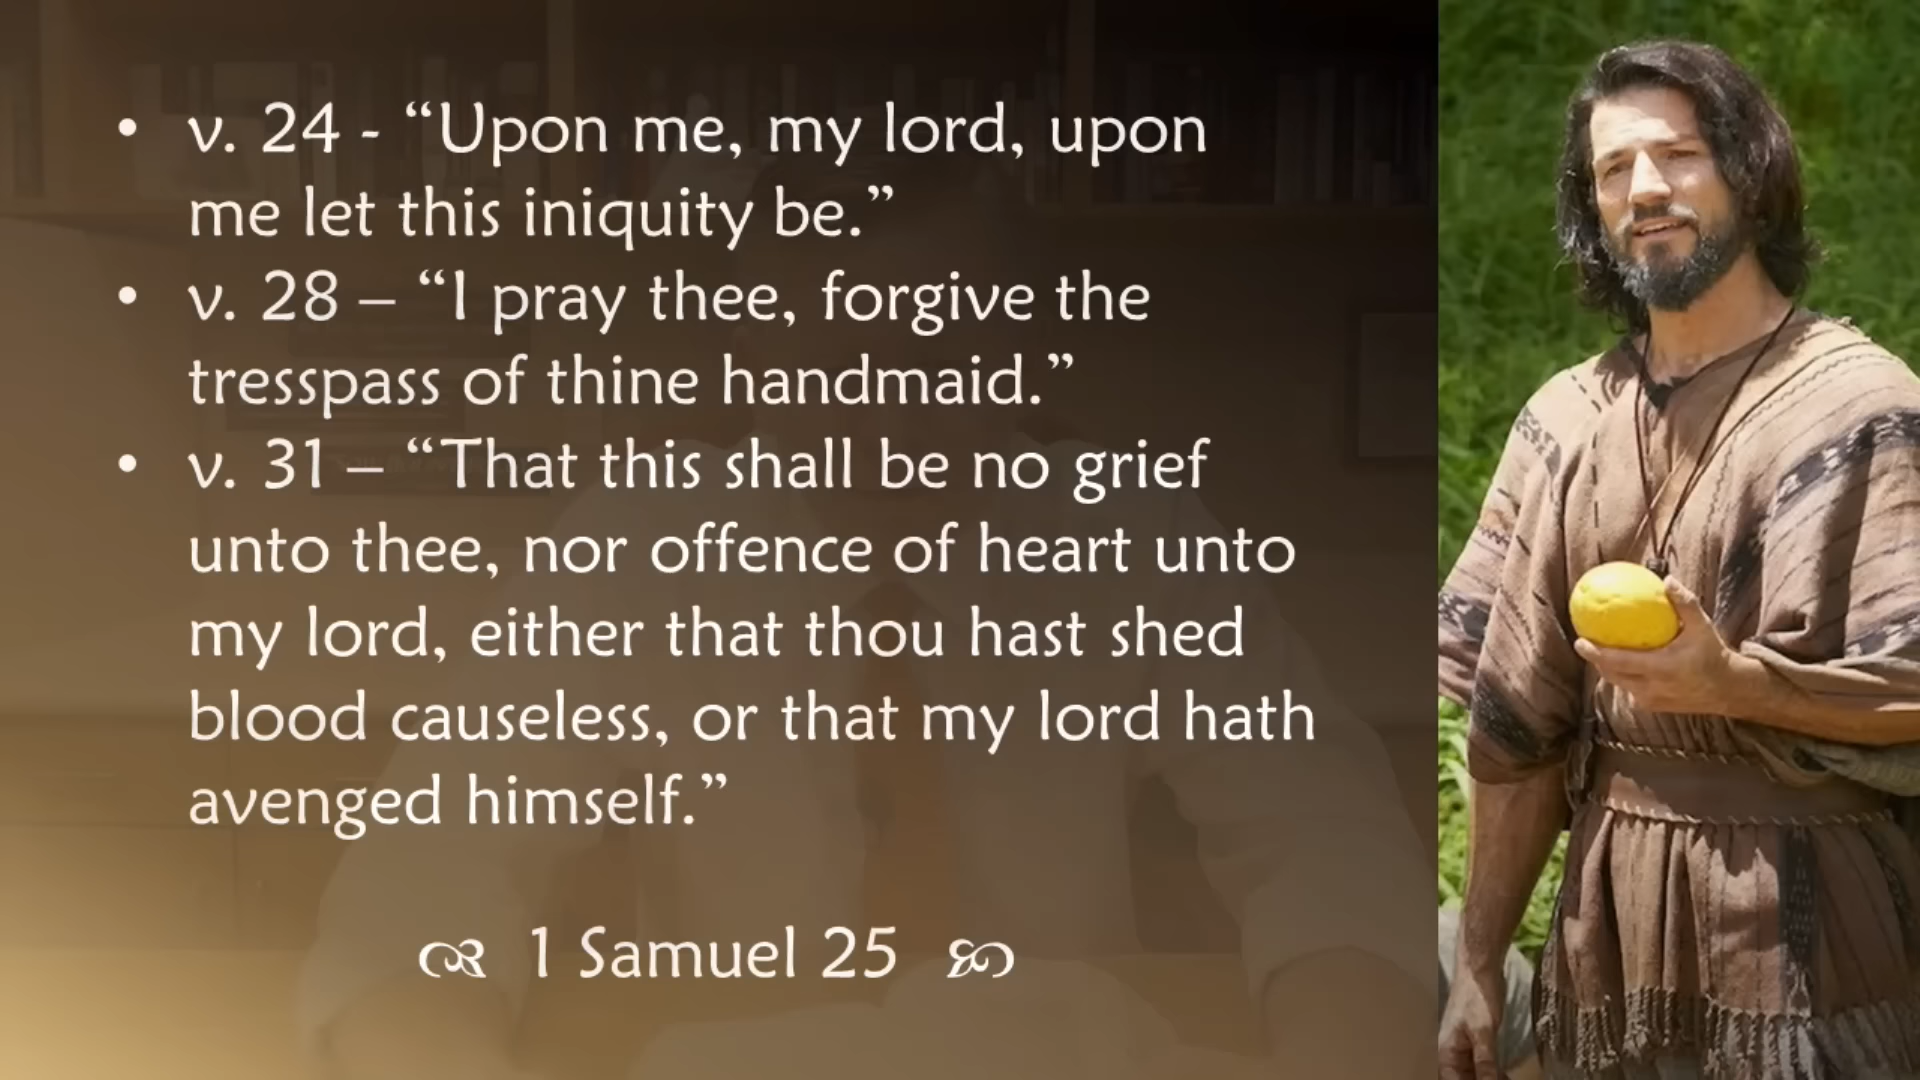 • v. 24 - “Upon me, my lord, upon
me let this iniquity be.”
• v. 28 – “I pray thee, forgive the
tresspass of thine handmaid.”
• v. 31 – “That this shall be no grief
unto thee, nor offence of heart unto
my lord, either that thou hast shed
blood causeless, or that my lord hath
avenged himself.”
1 Samuel 25